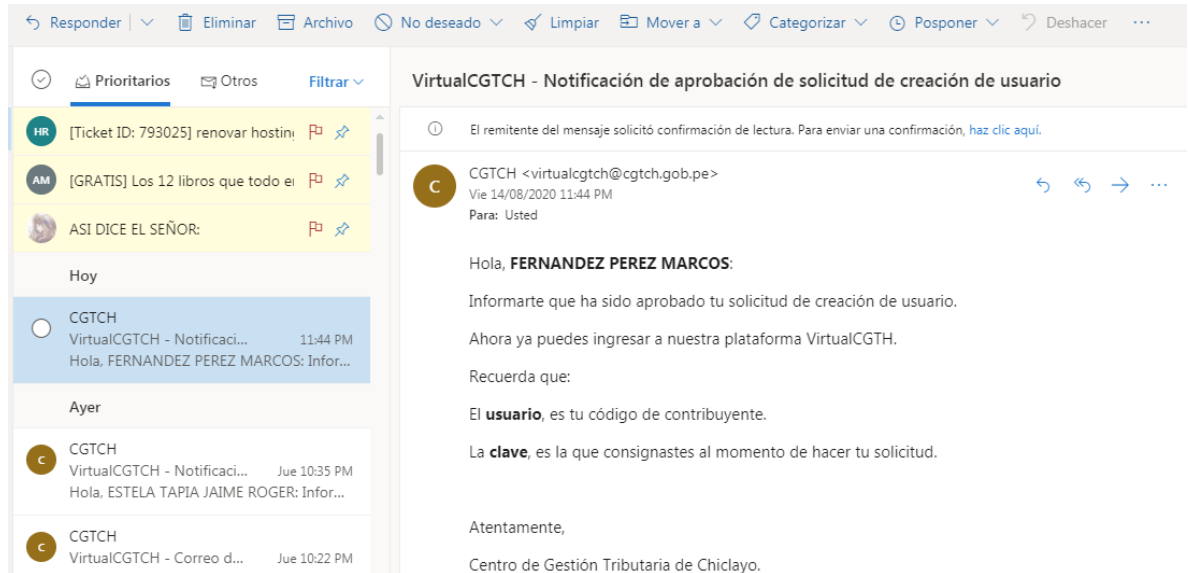 Responder
Eliminar
Archivo
No deseado
Limpiar
Mover a
Categorizar
Posponer
Deshacer
...
Prioritarios
Otros
Filtrar
HR
[Ticket ID: 793025] renovar hosting
AM
[GRATIS] Los 12 libros que todo e
ASI DICE EL SEÑOR:
Hoy
CGTCH
VirtualCGTCH - Notificaci... 11:44 PM
Hola, FERNANDEZ PEREZ MARCOS: Infor...
Ayer
C
CGTCH
VirtualCGTCH - Notificaci... Jue 10:35 PM
Hola, ESTELA TAPIA JAIME ROGER: Infor...
C
CGTCH
VirtualCGTCH - Correo d... Jue 10:22 PM
VirtualCGTCH - Notificación de aprobación de solicitud de creación de usuario
El remitente del mensaje solicitó confirmación de lectura. Para enviar una confirmación, haz clic aquí.
C
CGTCH <virtualcgtch@cgtch.gob.pe>
Vie 14/08/2020 11:44 PM
Para: Usted
...
Hola, FERNANDEZ PEREZ MARCOS:
Informarte que ha sido aprobado tu solicitud de creación de usuario.
Ahora ya puedes ingresar a nuestra plataforma VirtualCGTH.
Recuerda que:
El usuario, es tu código de contribuyente.
La clave, es la que consignastes al momento de hacer tu solicitud.
Atentamente,
Centro de Gestión Tributaria de Chiclayo.